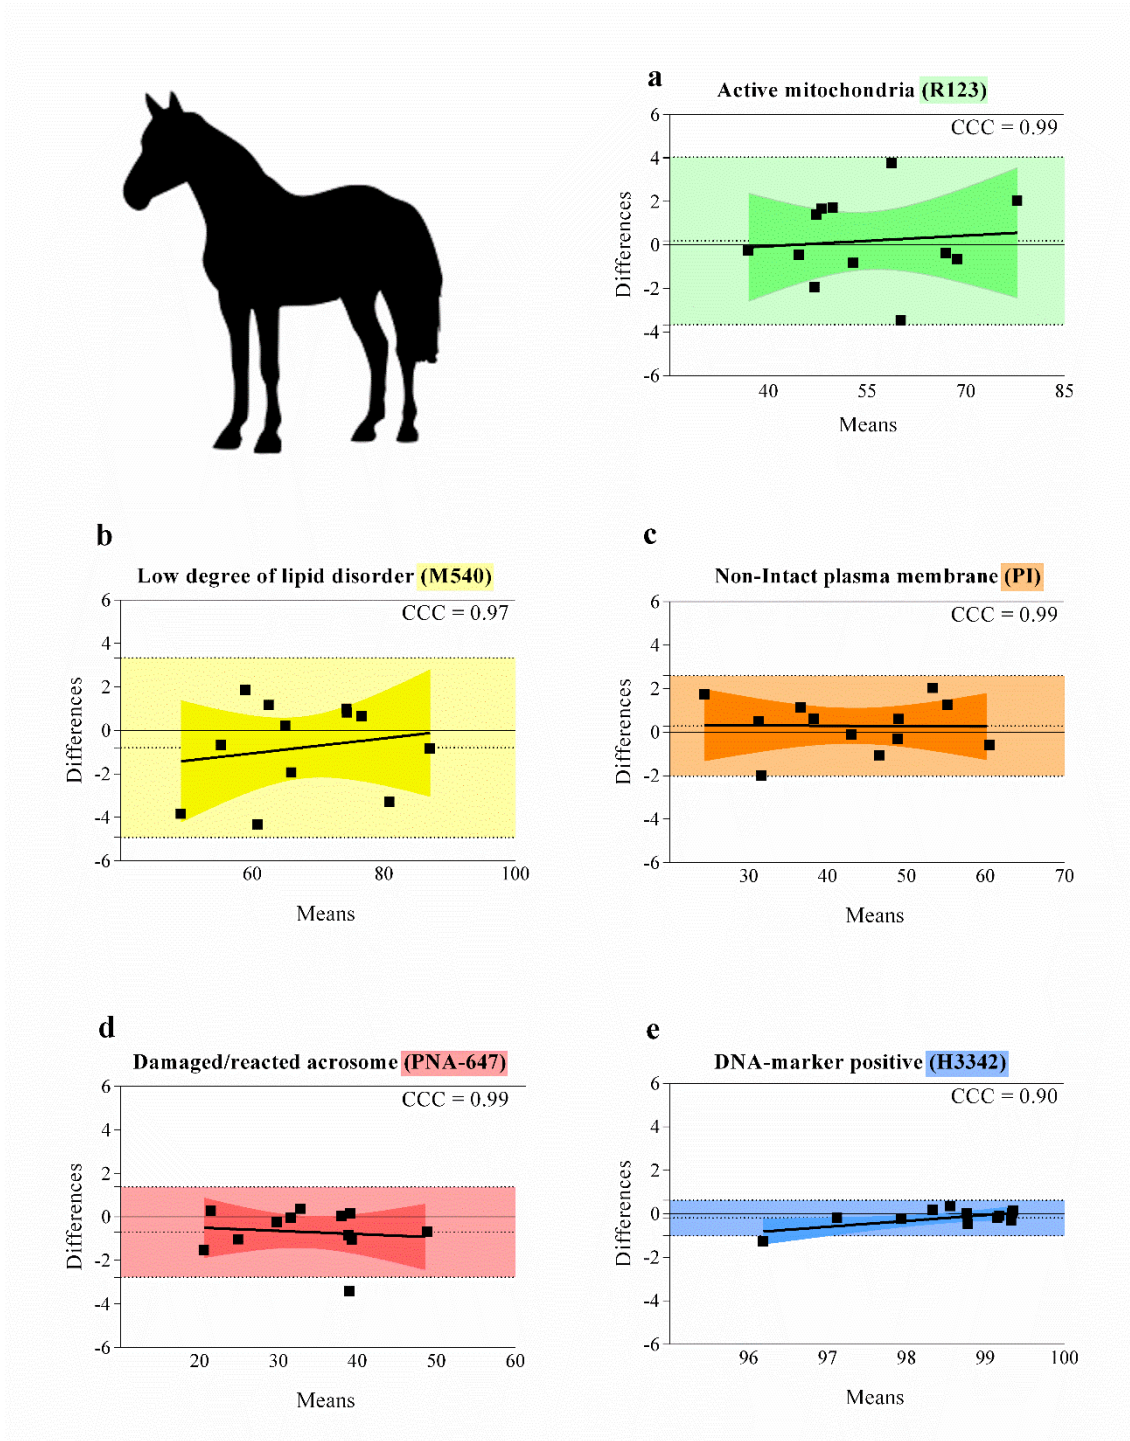 a
Active mitochondria (R123)
CCC = 0.99
6
4
2
0
-2
-4
-6
Differences
40 55 70 85
Means
b
Low degree of lipid disorder (M540)
CCC = 0.97
6
4
2
0
-2
-4
-6
Differences
60 80 100
Means
c
Non-Intact plasma membrane (PI)
CCC = 0.99
6
4
2
0
-2
-4
-6
Differences
30 40 50 60 70
Means
d
Damaged/reacted acrosome (PNA-647)
CCC = 0.99
6
4
2
0
-2
-4
-6
Differences
20 30 40 50 60
Means
e
DNA-marker positive (H3342)
CCC = 0.90
6
4
2
0
-2
-4
-6
Differences
96 97 98 99 100
Means